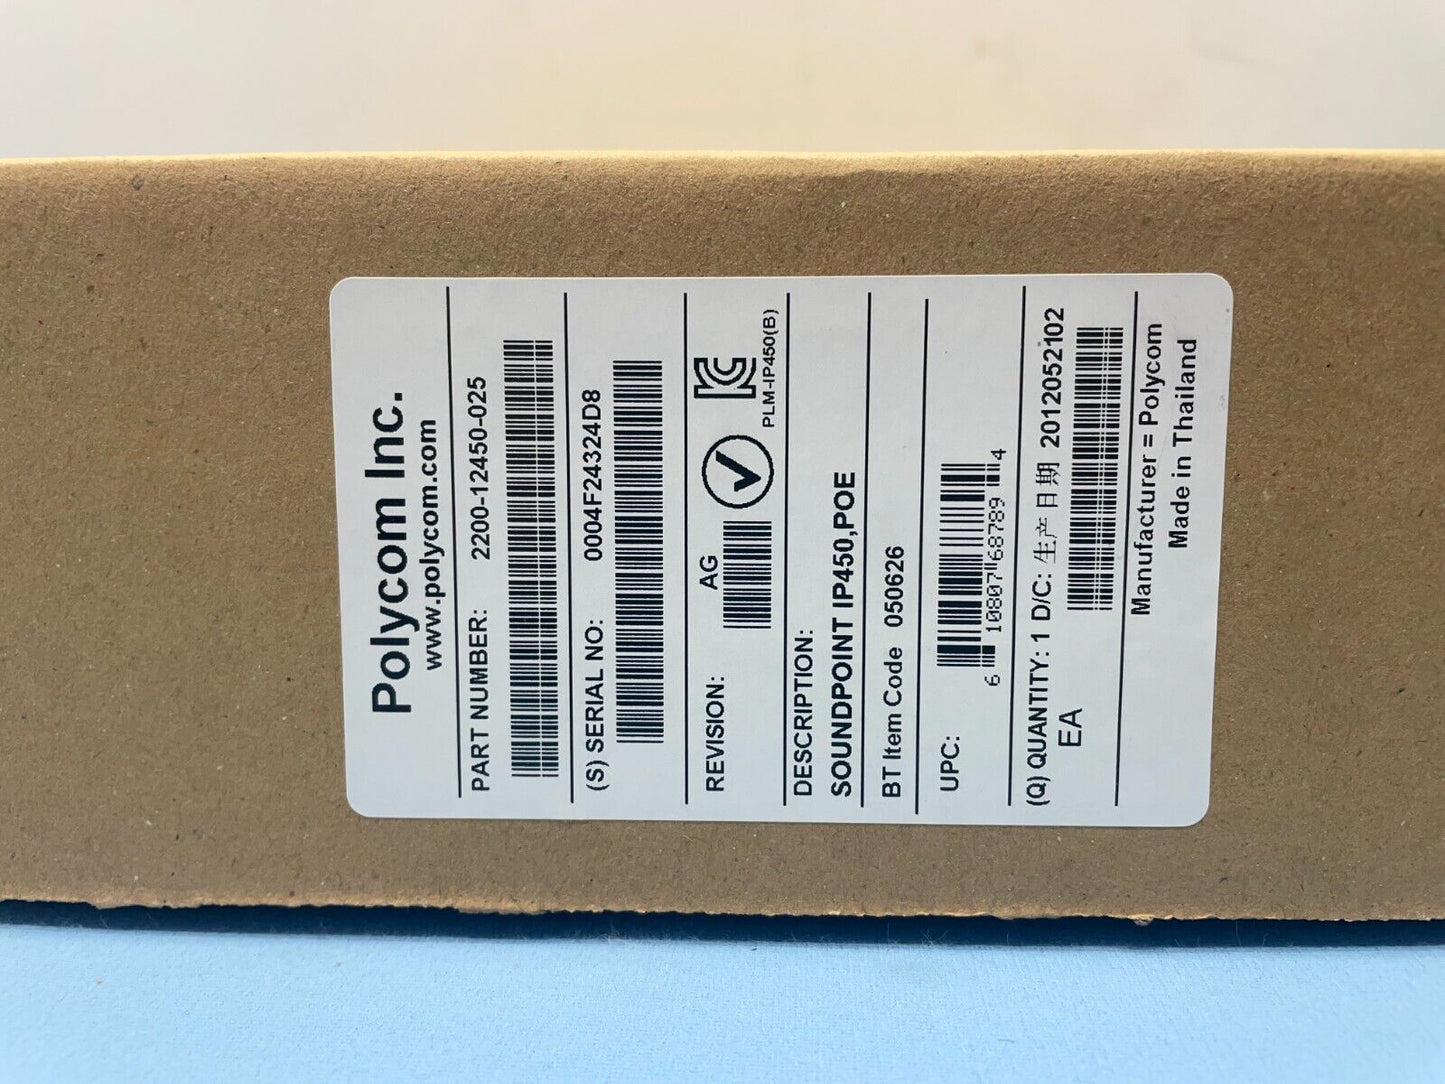 Polycom Inc.
www.polycom.com
PART NUMBER: 2200-12450-025
(S) SERIAL NO: 0004F24324D8
REVISION: AG
PLM-IP450(B)
DESCRIPTION:
SOUNDPOINT IP450,POE
BT Item Code 050626
UPC:
6 10807 68789 4
(Q) QUANTITY: 1 D/C: 生产日期 2012052102
EA
Manufacturer = Polycom
Made in Thailand